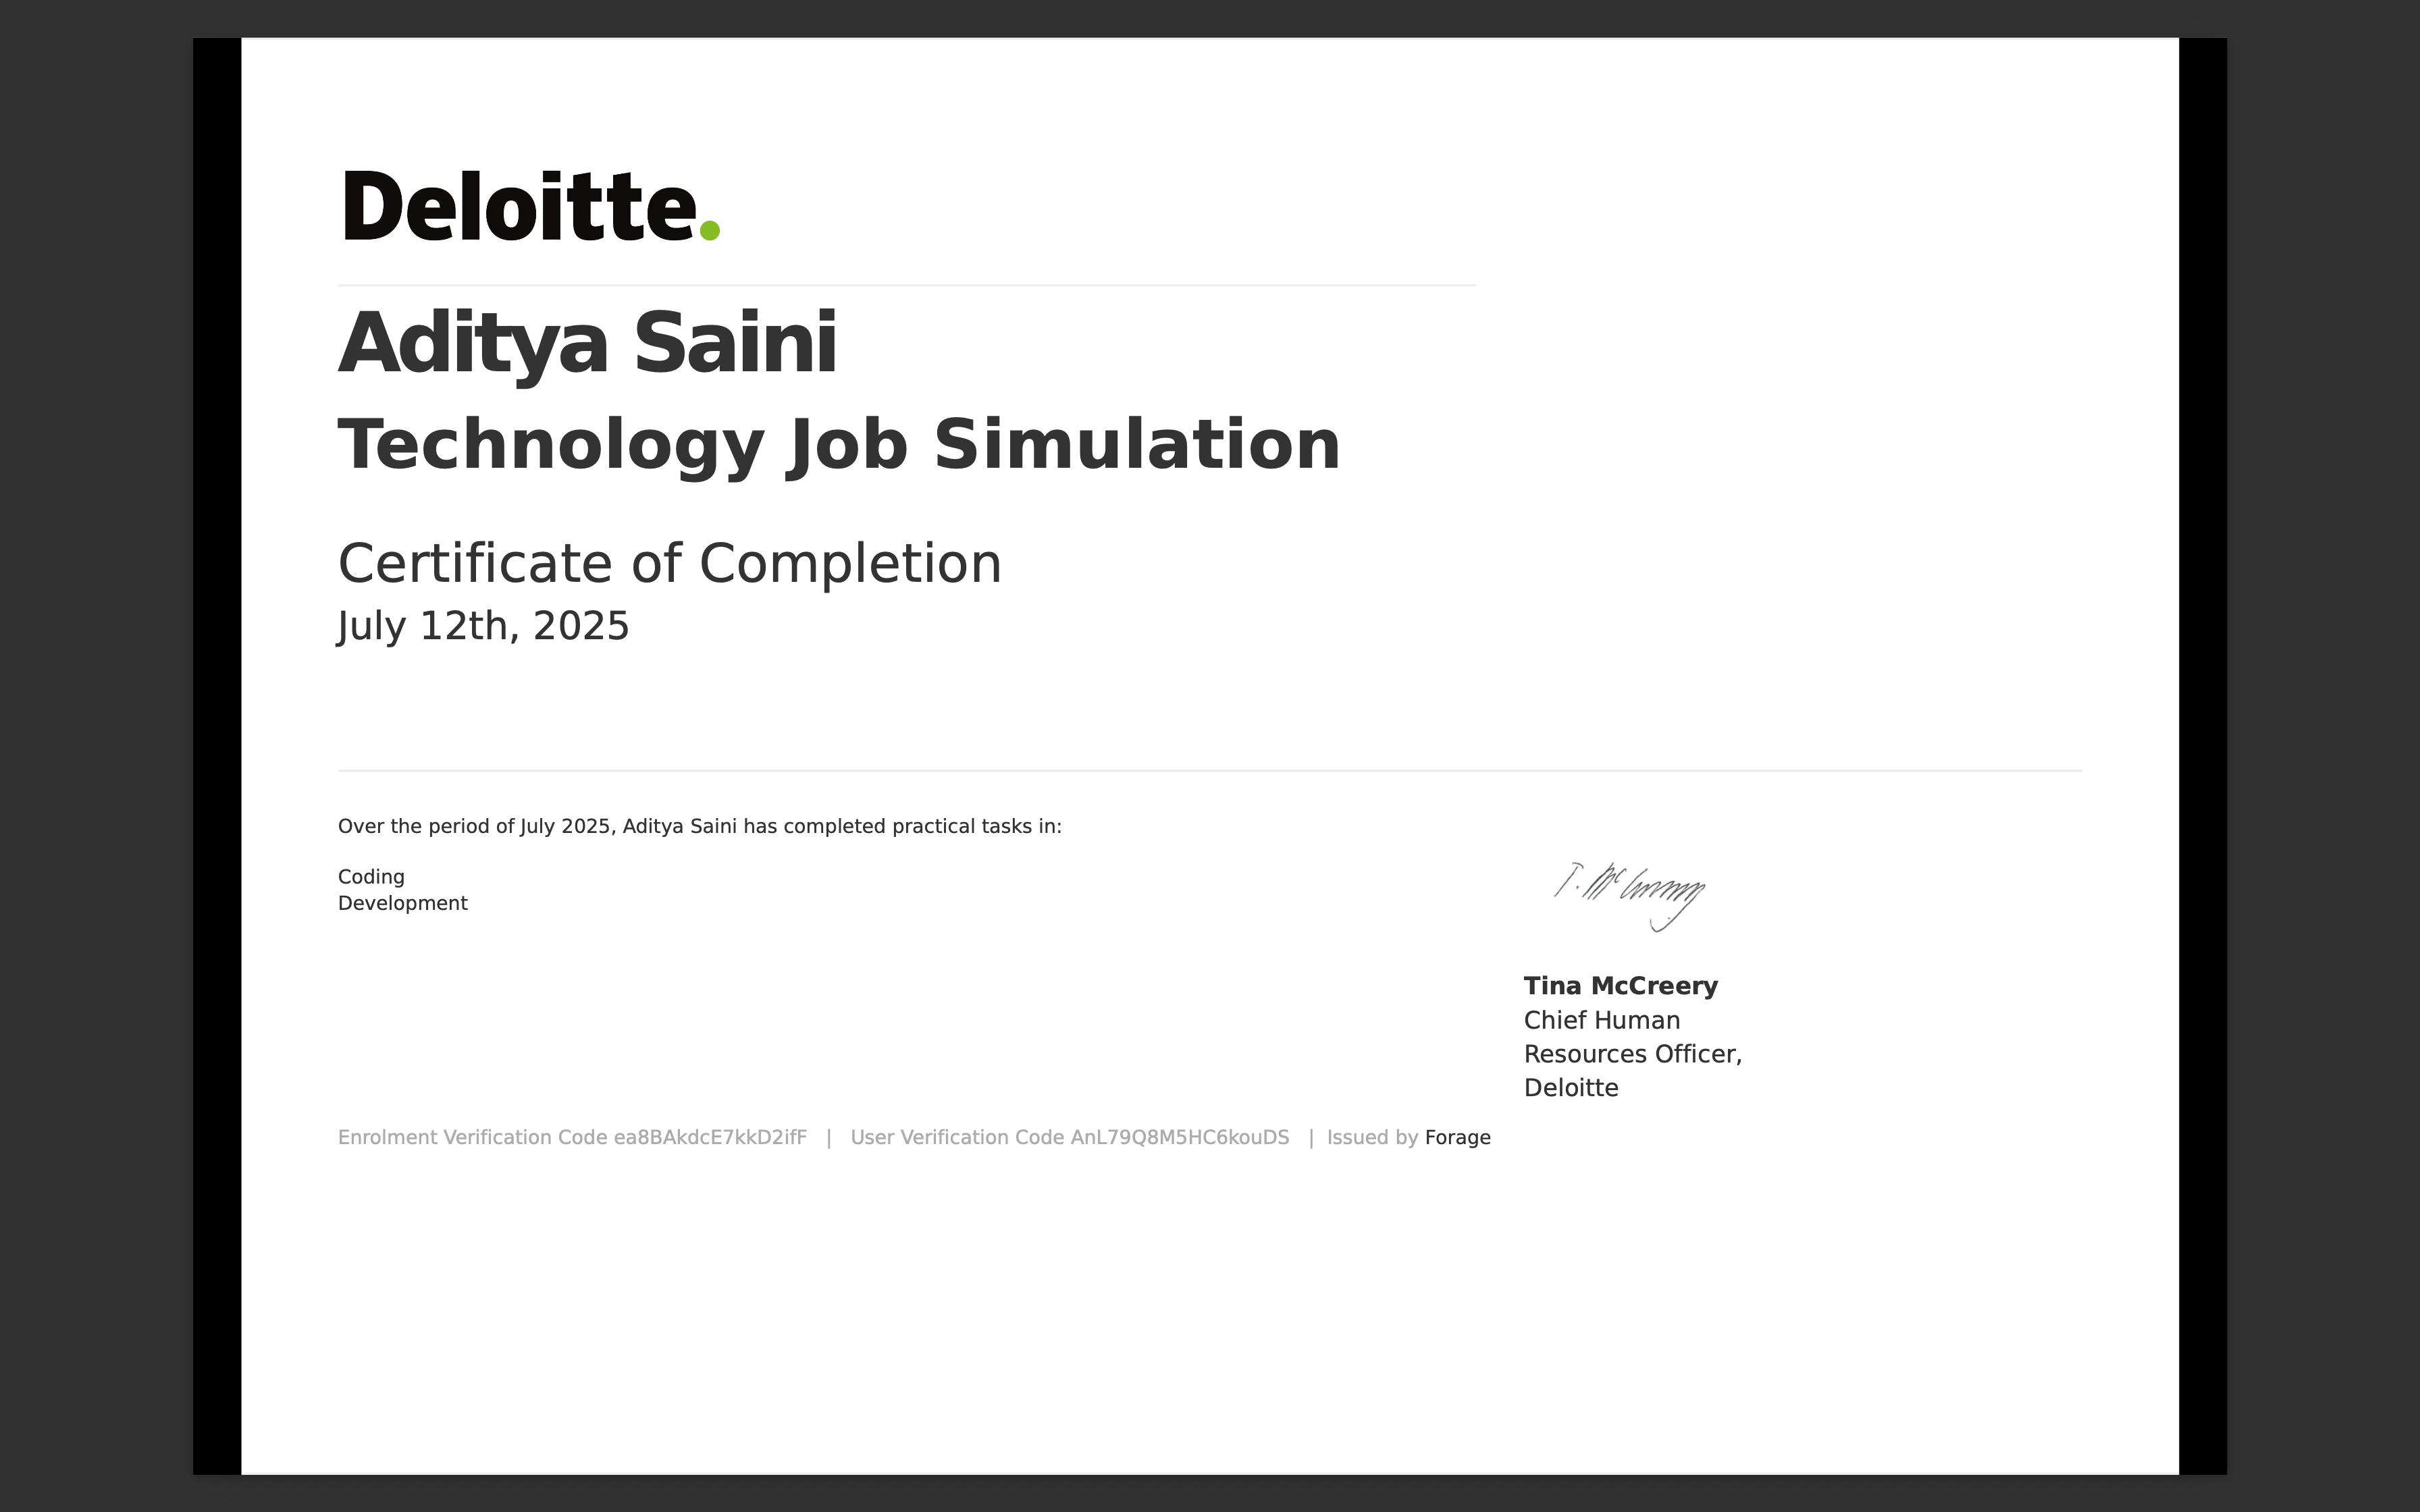 Deloitte.
Aditya Saini
Technology Job Simulation
Certificate of Completion
July 12th, 2025
Over the period of July 2025, Aditya Saini has completed practical tasks in:
Coding
Development
T. McCreery
Tina McCreery
Chief Human
Resources Officer,
Deloitte
Enrolment Verification Code ea8BAkdcE7kkD2ifF | User Verification Code AnL79Q8M5HC6kouDS | Issued by Forage